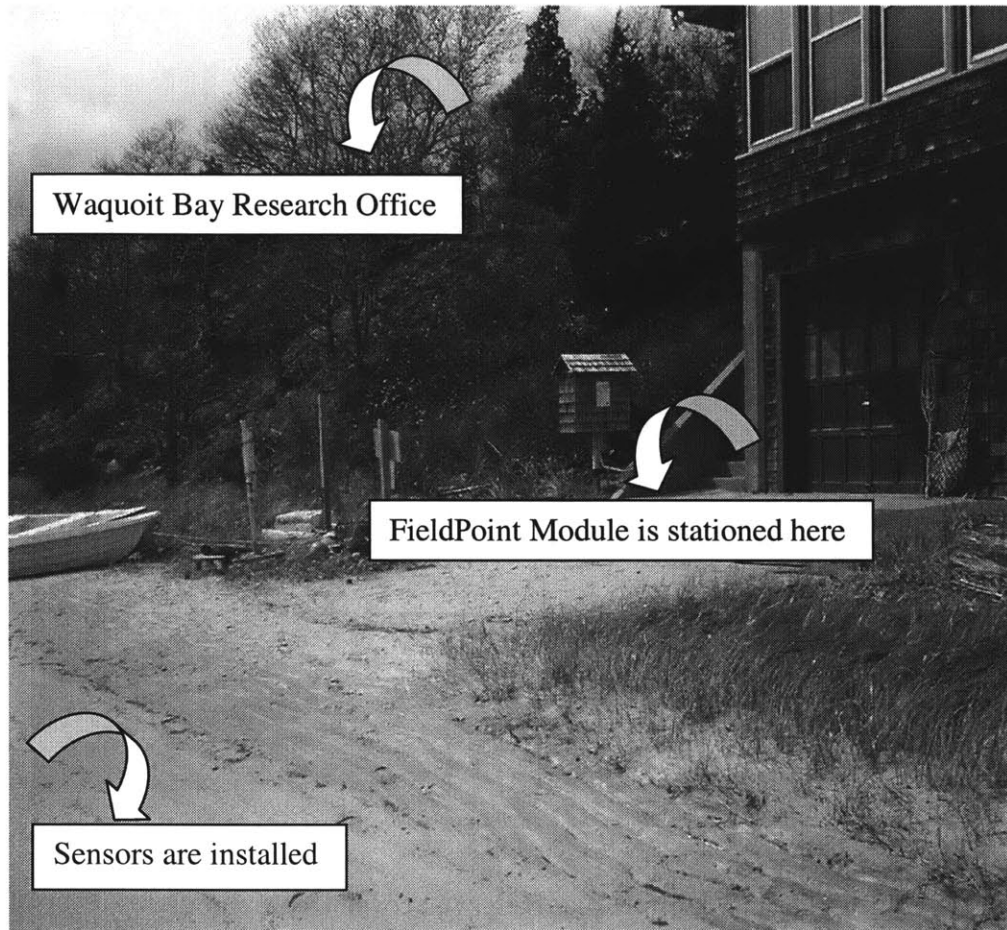 Waquoit Bay Research Office
FieldPoint Module is stationed here
Sensors are installed